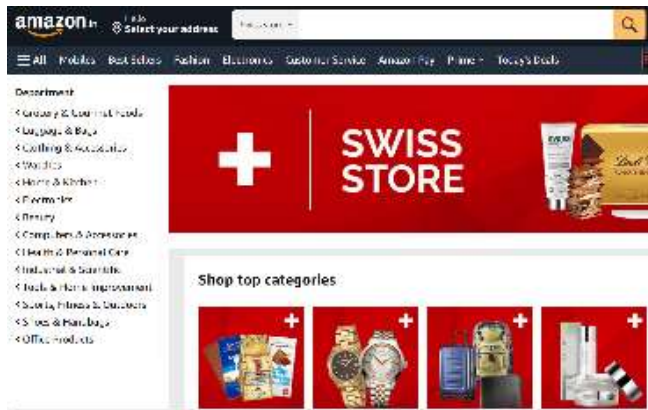 amazon.in
Hello
Select your address
All
Mobiles
Best Sellers
Fashion
Electronics
Customer Service
Amazon Pay
Prime
Today's Deals
Department
Grocery & Gourmet Foods
Luggage & Bags
Clothing & Accessories
Watches
Home & Kitchen
Electronics
Beauty
Computers & Accessories
Health & Personal Care
Industrial & Scientific
Tools & Home Improvement
Sports, Fitness & Outdoors
Shoes & Handbags
Office Products
SWISS
STORE
Lindt
Shop top categories